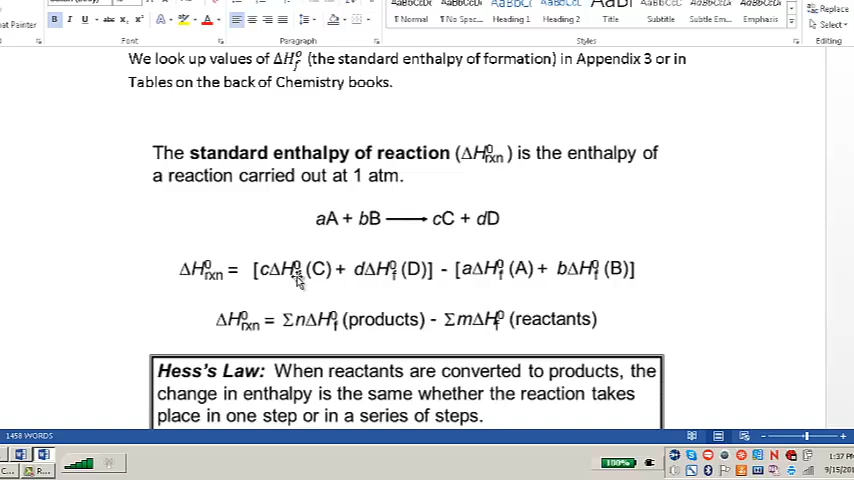 Replace
Select
¶ Normal ¶ No Spac... Heading 1 Heading 2 Title Subtitle Subtle Em... Emphasis
Font Paragraph Styles Editing
We look up values of ΔH°f (the standard enthalpy of formation) in Appendix 3 or in
Tables on the back of Chemistry books.
The standard enthalpy of reaction (ΔH⁰rxn) is the enthalpy of
a reaction carried out at 1 atm.
aA + bB ⟶ cC + dD
ΔH⁰rxn = [cΔH⁰f (C) + dΔH⁰f (D)] - [aΔH⁰f (A) + bΔH⁰f (B)]
ΔH⁰rxn = ΣnΔH⁰f (products) - ΣmΔH⁰f (reactants)
Hess's Law: When reactants are converted to products, the
change in enthalpy is the same whether the reaction takes
place in one step or in a series of steps.
1458 WORDS
100%
1:37 PM